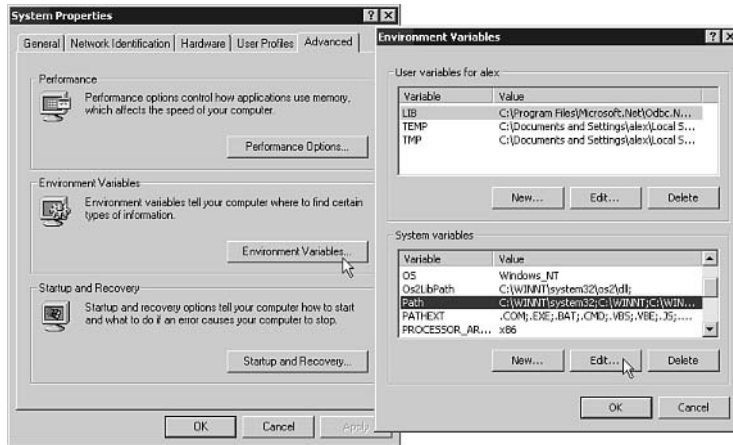 System Properties
General
Network Identification
Hardware
User Profiles
Advanced
Performance
Performance options control how applications use memory,
which affects the speed of your computer.
Performance Options...
Environment Variables
Environment variables tell your computer where to find certain
types of information.
Environment Variables...
Startup and Recovery
Startup and recovery options tell your computer how to start
and what to do if an error causes your computer to stop.
Startup and Recovery...
OK
Cancel
Apply
Environment Variables
User variables for alex
Variable Value
LIB C:\Program Files\Microsoft.Net\Odbc.N...
TEMP C:\Documents and Settings\alex\Local S...
TMP C:\Documents and Settings\alex\Local S...
New...
Edit...
Delete
System variables
Variable Value
OS Windows_NT
Os2LibPath C:\WINNT\system32\os2\dll;
Path C:\WINNT\system32;C:\WINNT;C:\WIN...
PATHEXT .COM;.EXE;.BAT;.CMD;.VBS;.VBE;.JS;....
PROCESSOR_AR... x86
New...
Edit...
Delete
OK
Cancel